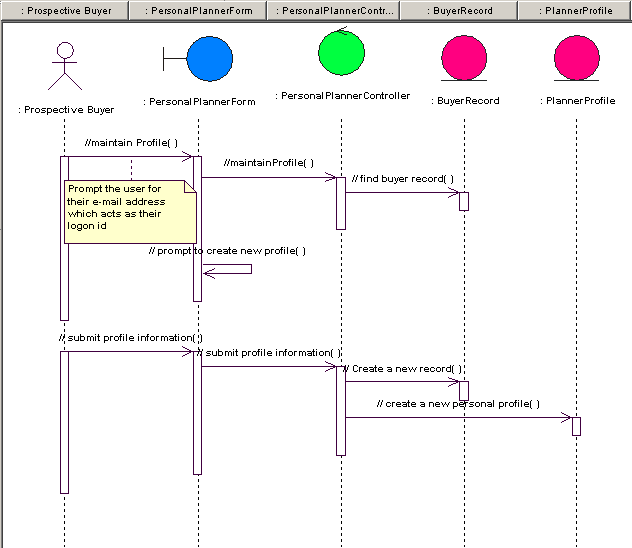 : Prospective Buyer
: PersonalPlannerForm
: PersonalPlannerContr...
: BuyerRecord
: PlannerProfile
: Prospective Buyer
: PersonalPlannerForm
: PersonalPlannerController
: BuyerRecord
: PlannerProfile
//maintain Profile( )
//maintainProfile( )
// find buyer record( )
Prompt the user for
their e-mail address
which acts as their
logon id
// prompt to create new profile( )
// submit profile information( )
// submit profile information( )
// Create a new record( )
// create a new personal profile( )